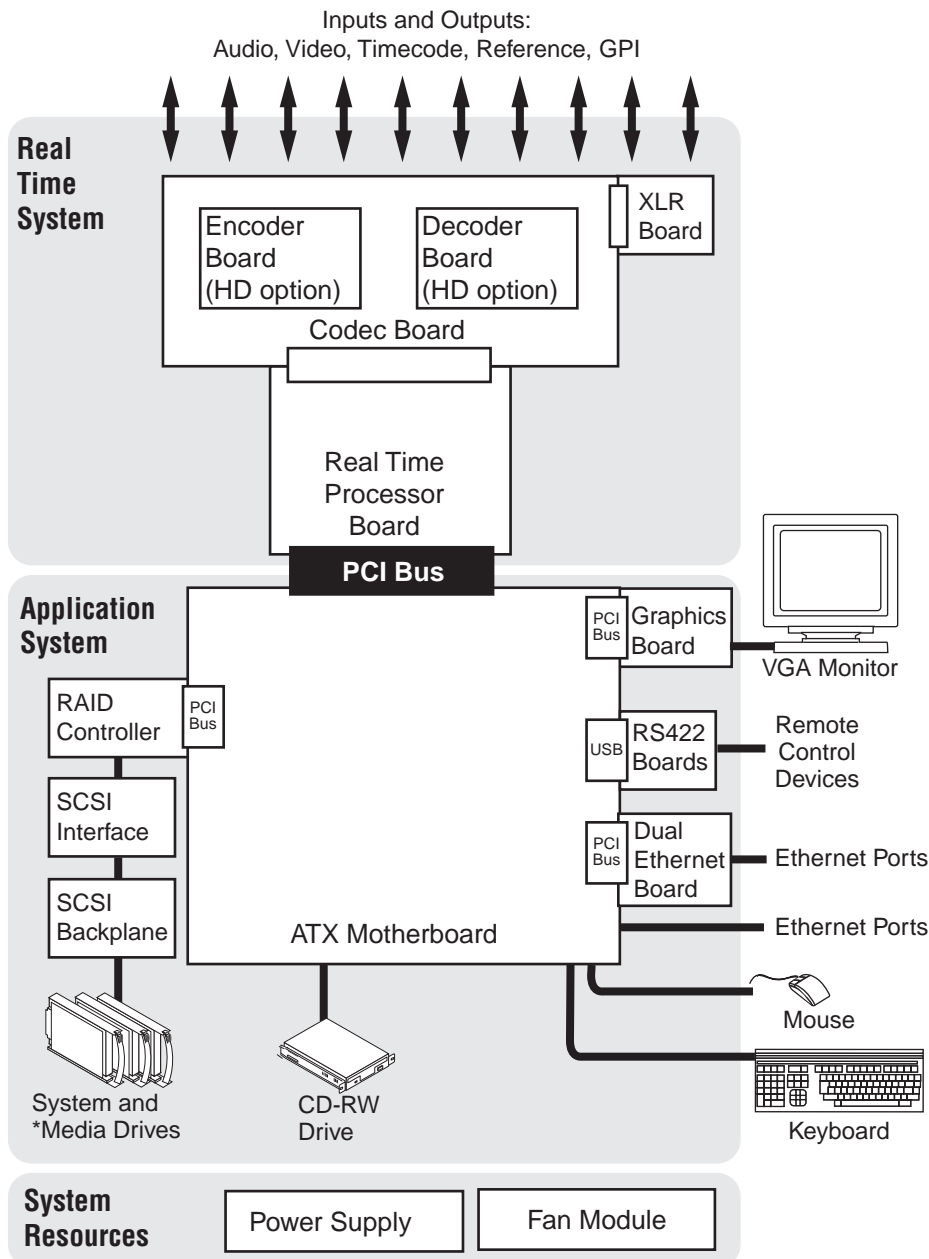 Inputs and Outputs:
Audio, Video, Timecode, Reference, GPI
Real
Time
System
XLR
Board
Encoder
Board
(HD option)
Decoder
Board
(HD option)
Codec Board
Real Time
Processor
Board
PCI Bus
Application
System
PCI
Bus
Graphics
Board
VGA Monitor
RAID
Controller
PCI
Bus
USB
RS422
Boards
Remote
Control
Devices
SCSI
Interface
PCI
Bus
Dual
Ethernet
Board
Ethernet Ports
SCSI
Backplane
ATX Motherboard
Ethernet Ports
Mouse
System and
*Media Drives
CD-RW
Drive
Keyboard
System
Resources
Power Supply
Fan Module